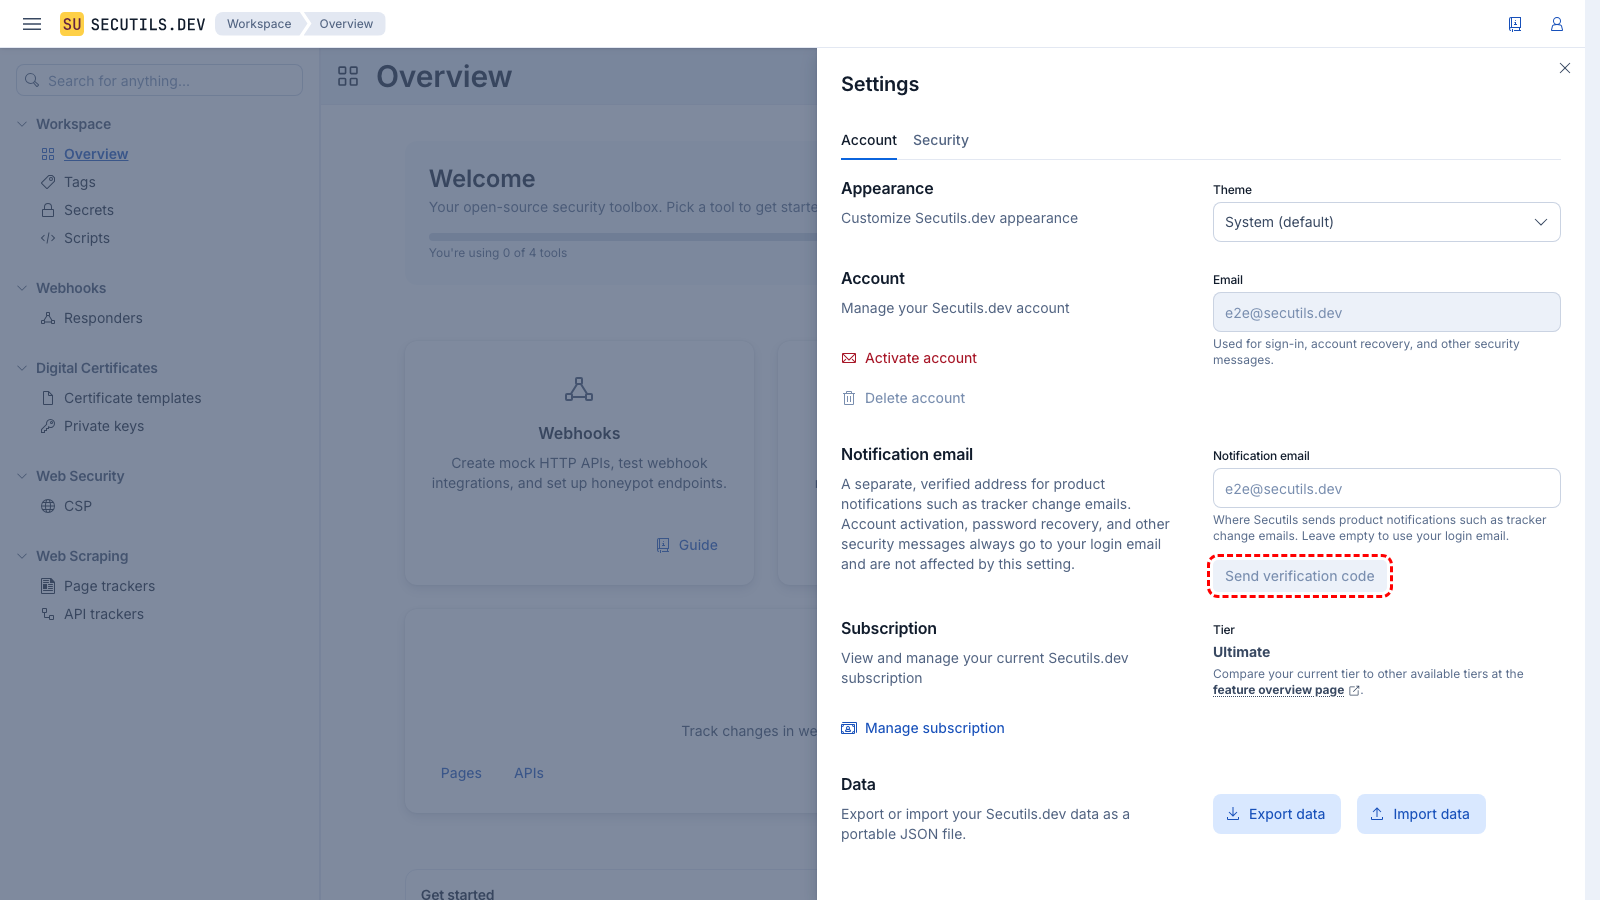 SU SECUTILS.DEV
Workspace
Overview
Search for anything...
Workspace
Overview
Tags
Secrets
Scripts
Webhooks
Responders
Digital Certificates
Certificate templates
Private keys
Web Security
CSP
Web Scraping
Page trackers
API trackers
Overview
Welcome
Your open-source security toolbox. Pick a tool to get starte
You're using 0 of 4 tools
Webhooks
Create mock HTTP APIs, test webhook
integrations, and set up honeypot endpoints.
Guide
Track changes in we
Pages
APIs
Get started
Settings
Account
Security
Appearance
Customize Secutils.dev appearance
Theme
System (default)
Account
Manage your Secutils.dev account
Activate account
Delete account
Email
e2e@secutils.dev
Used for sign-in, account recovery, and other security
messages.
Notification email
A separate, verified address for product
notifications such as tracker change emails.
Account activation, password recovery, and other
security messages always go to your login email
and are not affected by this setting.
Notification email
e2e@secutils.dev
Where Secutils sends product notifications such as tracker
change emails. Leave empty to use your login email.
Send verification code
Subscription
View and manage your current Secutils.dev
subscription
Manage subscription
Tier
Ultimate
Compare your current tier to other available tiers at the
feature overview page.
Data
Export or import your Secutils.dev data as a
portable JSON file.
Export data
Import data